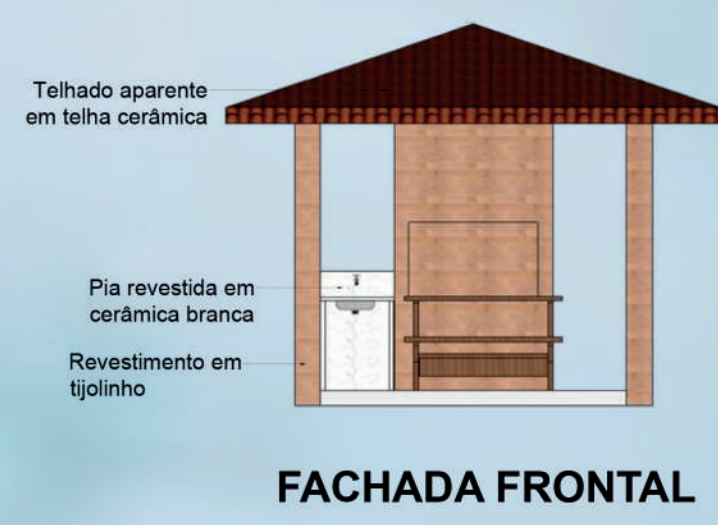 Telhado aparente
em telha cerâmica
Pia revestida em
cerâmica branca
Revestimento em
tijolinho
FACHADA FRONTAL